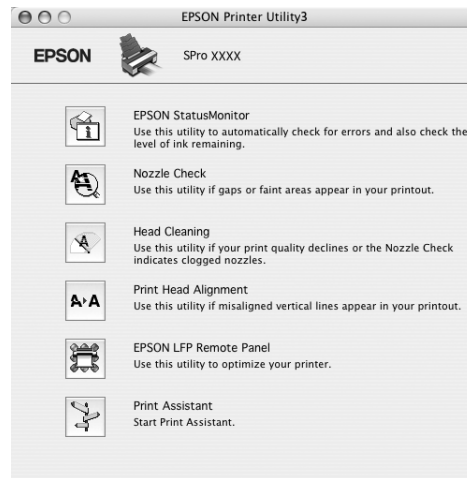 EPSON Printer Utility3
EPSON
SPro XXXX
EPSON StatusMonitor
Use this utility to automatically check for errors and also check the
level of ink remaining.
Nozzle Check
Use this utility if gaps or faint areas appear in your printout.
Head Cleaning
Use this utility if your print quality declines or the Nozzle Check
indicates clogged nozzles.
A▸A
Print Head Alignment
Use this utility if misaligned vertical lines appear in your printout.
EPSON LFP Remote Panel
Use this utility to optimize your printer.
Print Assistant
Start Print Assistant.